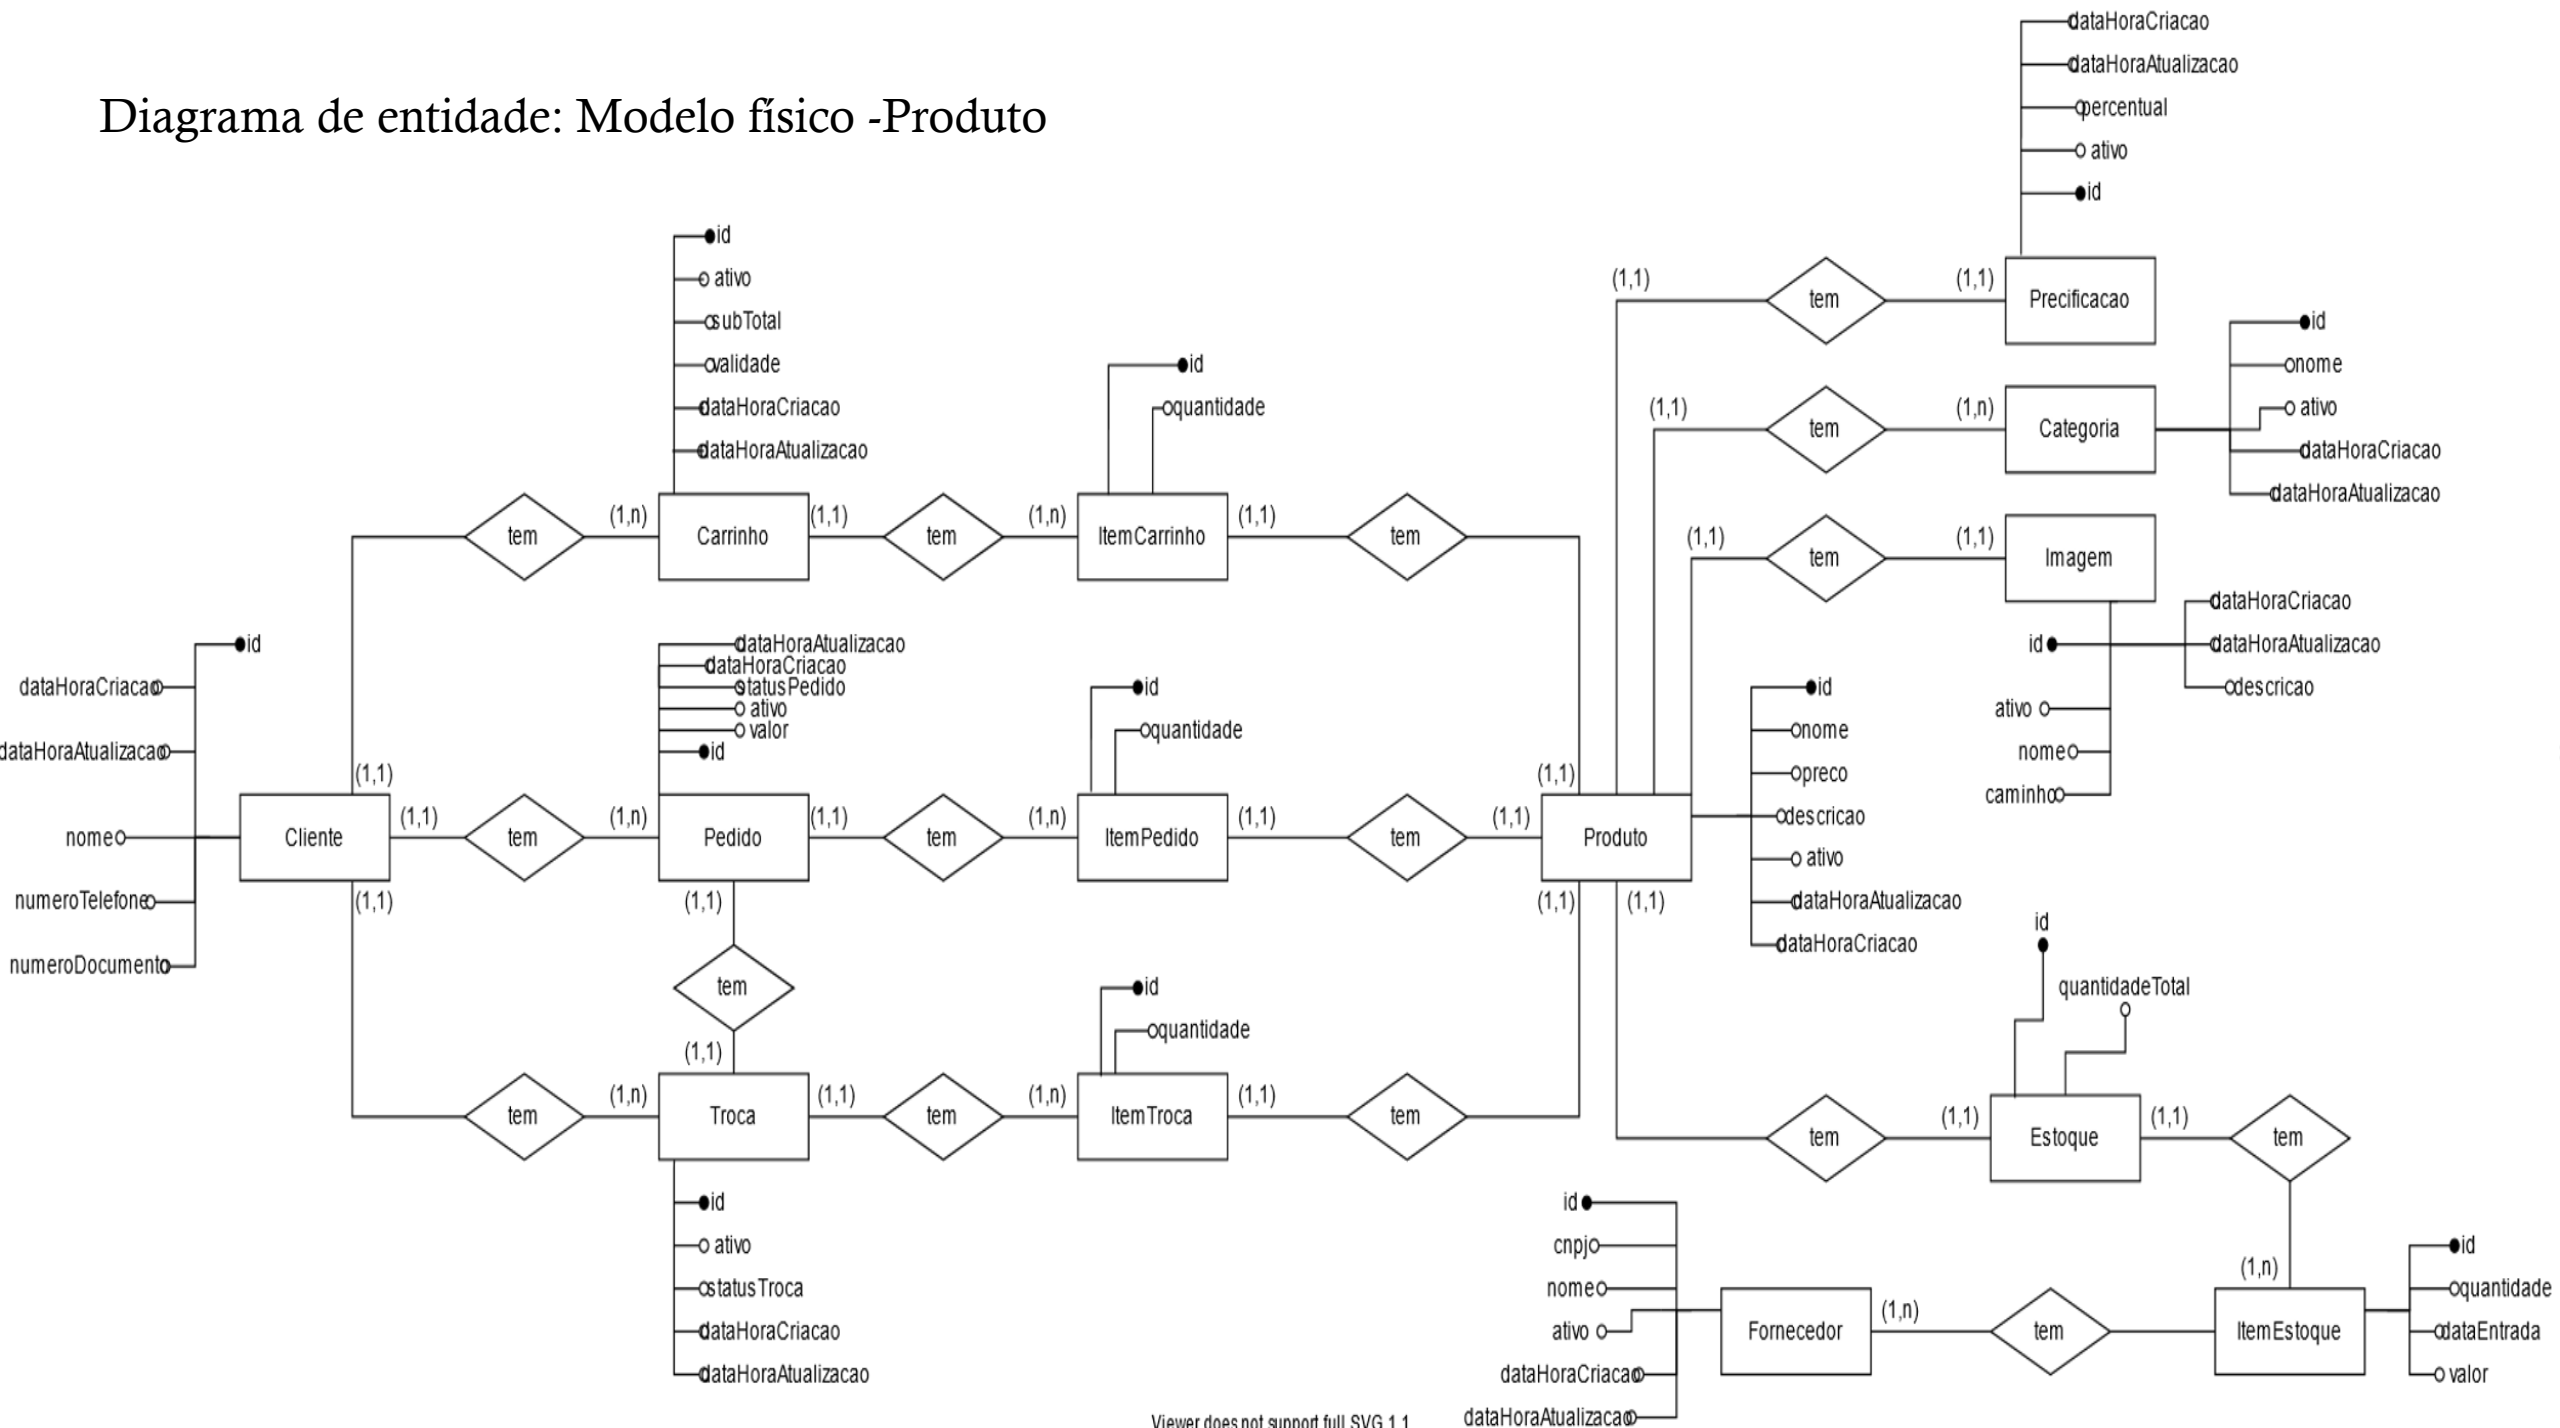 Diagrama de entidade: Modelo físico -Produto
dataHoraCriacao
dataHoraAtualizacao
percentual
ativo
id
(1,1)
tem
(1,1)
Precificacao
id
nome
ativo
dataHoraCriacao
dataHoraAtualizacao
(1,1)
tem
(1,n)
Categoria
(1,1)
tem
(1,1)
Imagem
dataHoraCriacao
dataHoraAtualizacao
descricao
id
ativo
nome
caminho
id
ativo
subTotal
validade
dataHoraCriacao
dataHoraAtualizacao
id
quantidade
tem
(1,n)
Carrinho
(1,1)
tem
(1,n)
ItemCarrinho
(1,1)
tem
(1,1)
id
dataHoraCriacao
dataHoraAtualizacao
nome
numeroTelefone
numeroDocumento
dataHoraAtualizacao
dataHoraCriacao
statusPedido
ativo
valor
id
id
quantidade
(1,1)
Cliente
(1,1)
tem
(1,n)
Pedido
(1,1)
tem
(1,n)
ItemPedido
(1,1)
tem
(1,1)
Produto
id
nome
preco
descricao
ativo
dataHoraAtualizacao
dataHoraCriacao
(1,1)
(1,1)
tem
(1,1)
(1,1)
(1,1)
id
quantidade
tem
(1,n)
Troca
(1,1)
tem
(1,n)
ItemTroca
(1,1)
tem
id
ativo
statusTroca
dataHoraCriacao
dataHoraAtualizacao
id
quantidadeTotal
tem
(1,1)
Estoque
(1,1)
tem
(1,n)
id
cnpj
nome
ativo
dataHoraCriacao
dataHoraAtualizacao
Fornecedor
(1,n)
tem
ItemEstoque
id
quantidade
dataEntrada
valor
Viewer does not support full SVG 1.1